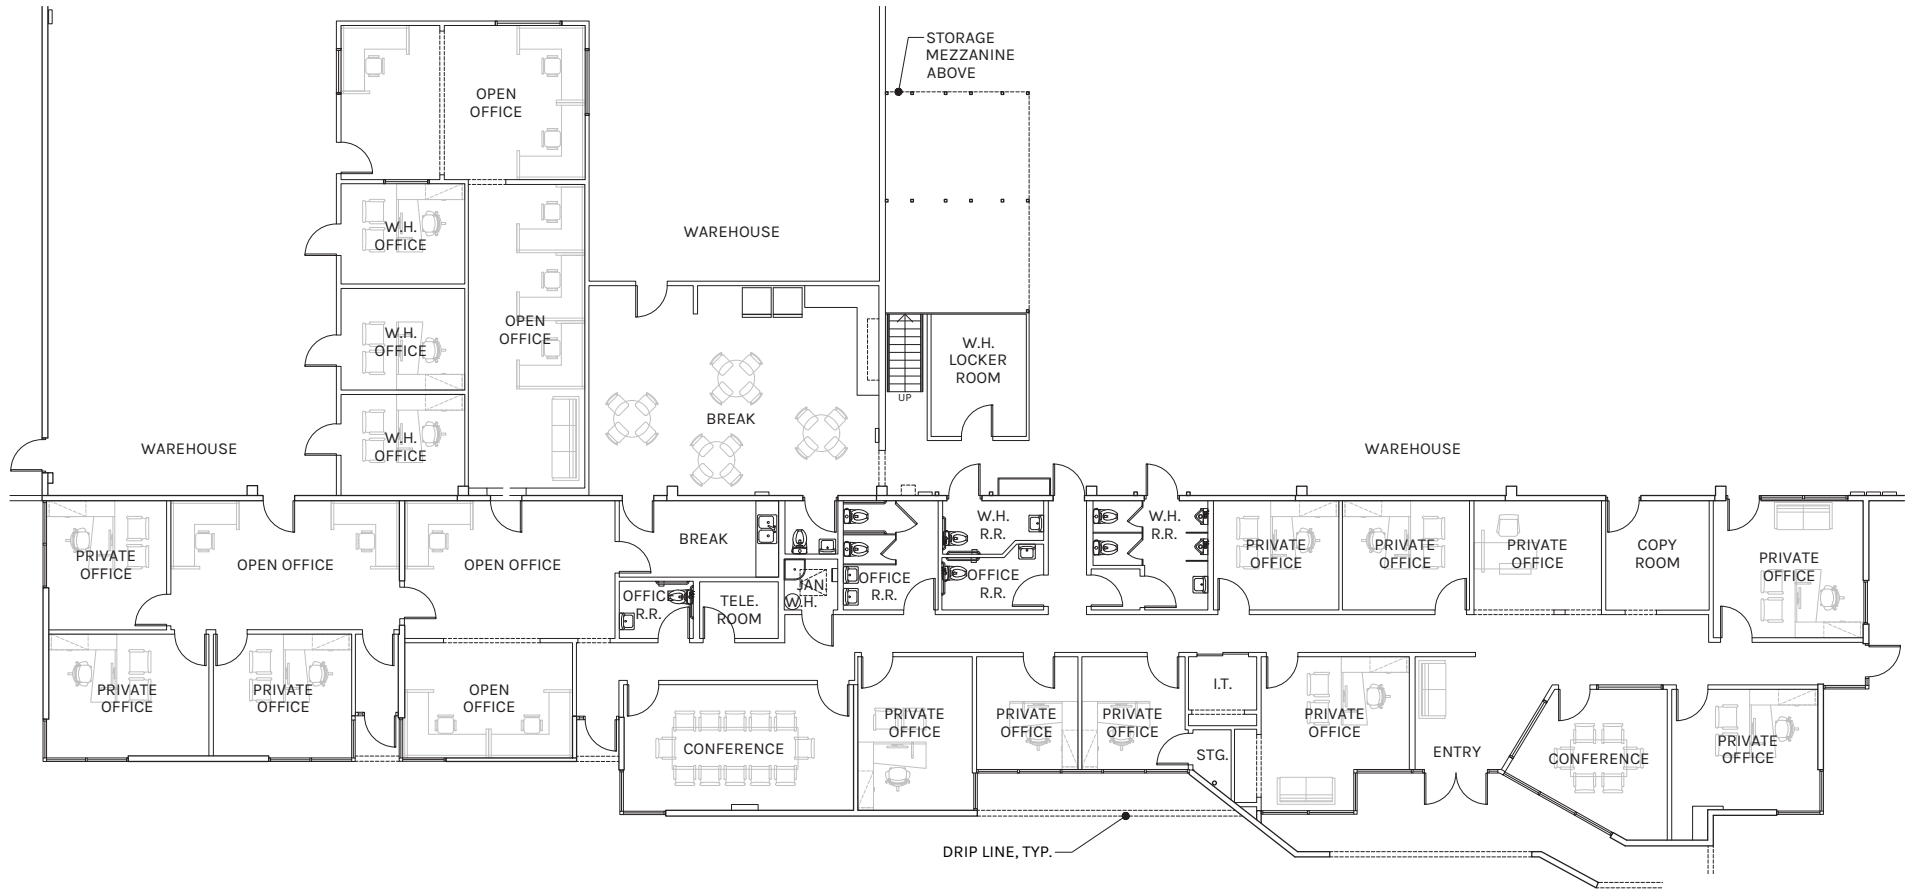 STORAGE
MEZZANINE
ABOVE
OPEN
OFFICE
W.H.
OFFICE
WAREHOUSE
W.H.
OFFICE
OPEN
OFFICE
W.H.
LOCKER
ROOM
UP
BREAK
W.H.
OFFICE
WAREHOUSE
WAREHOUSE
PRIVATE
OFFICE
OPEN OFFICE
OPEN OFFICE
BREAK
OFFICE
R.R.
TELE.
ROOM
JAN.
W.H.
OFFICE
R.R.
W.H.
R.R.
OFFICE
R.R.
W.H.
R.R.
PRIVATE
OFFICE
PRIVATE
OFFICE
PRIVATE
OFFICE
COPY
ROOM
PRIVATE
OFFICE
PRIVATE
OFFICE
PRIVATE
OFFICE
OPEN
OFFICE
CONFERENCE
PRIVATE
OFFICE
PRIVATE
OFFICE
PRIVATE
OFFICE
I.T.
STG.
PRIVATE
OFFICE
ENTRY
CONFERENCE
PRIVATE
OFFICE
DRIP LINE, TYP.